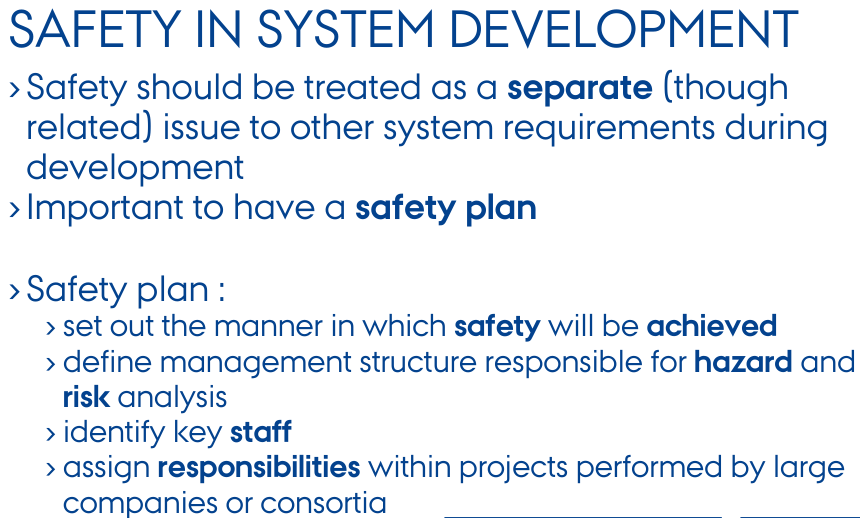 SAFETY IN SYSTEM DEVELOPMENT
› Safety should be treated as a separate (though
related) issue to other system requirements during
development
› Important to have a safety plan
› Safety plan :
› set out the manner in which safety will be achieved
› define management structure responsible for hazard and
risk analysis
› identify key staff
› assign responsibilities within projects performed by large
companies or consortia